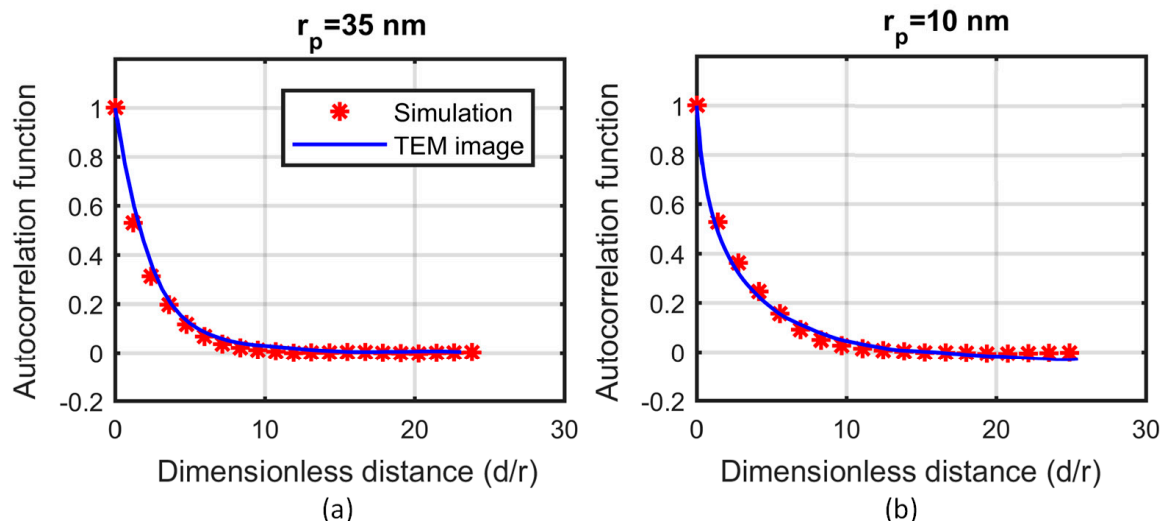 r_p=35 nm
Autocorrelation function
1
0.8
0.6
0.4
0.2
0
-0.2
Simulation
TEM image
0 10 20 30
Dimensionless distance (d/r)
(a)
r_p=10 nm
Autocorrelation function
1
0.8
0.6
0.4
0.2
0
-0.2
0 10 20 30
Dimensionless distance (d/r)
(b)